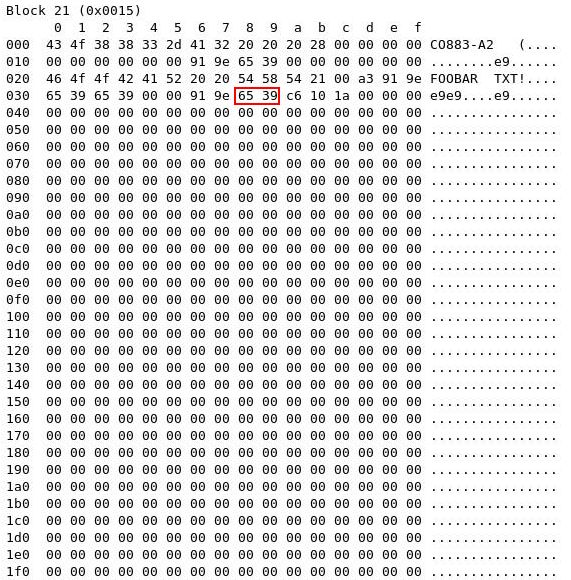 Block 21 (0x0015)
0 1 2 3 4 5 6 7 8 9 a b c d e f
000 43 4f 38 38 33 2d 41 32 20 20 20 28 00 00 00 00 CO883-A2   (....
010 00 00 00 00 00 00 91 9e 65 39 00 00 00 00 00 00 ........e9......
020 46 4f 4f 42 41 52 20 20 54 58 54 21 00 a3 91 9e FOOBAR  TXT!....
030 65 39 65 39 00 00 91 9e 65 39 c6 10 1a 00 00 00 e9e9....e9......
040 00 00 00 00 00 00 00 00 00 00 00 00 00 00 00 00 ................
050 00 00 00 00 00 00 00 00 00 00 00 00 00 00 00 00 ................
060 00 00 00 00 00 00 00 00 00 00 00 00 00 00 00 00 ................
070 00 00 00 00 00 00 00 00 00 00 00 00 00 00 00 00 ................
080 00 00 00 00 00 00 00 00 00 00 00 00 00 00 00 00 ................
090 00 00 00 00 00 00 00 00 00 00 00 00 00 00 00 00 ................
0a0 00 00 00 00 00 00 00 00 00 00 00 00 00 00 00 00 ................
0b0 00 00 00 00 00 00 00 00 00 00 00 00 00 00 00 00 ................
0c0 00 00 00 00 00 00 00 00 00 00 00 00 00 00 00 00 ................
0d0 00 00 00 00 00 00 00 00 00 00 00 00 00 00 00 00 ................
0e0 00 00 00 00 00 00 00 00 00 00 00 00 00 00 00 00 ................
0f0 00 00 00 00 00 00 00 00 00 00 00 00 00 00 00 00 ................
100 00 00 00 00 00 00 00 00 00 00 00 00 00 00 00 00 ................
110 00 00 00 00 00 00 00 00 00 00 00 00 00 00 00 00 ................
120 00 00 00 00 00 00 00 00 00 00 00 00 00 00 00 00 ................
130 00 00 00 00 00 00 00 00 00 00 00 00 00 00 00 00 ................
140 00 00 00 00 00 00 00 00 00 00 00 00 00 00 00 00 ................
150 00 00 00 00 00 00 00 00 00 00 00 00 00 00 00 00 ................
160 00 00 00 00 00 00 00 00 00 00 00 00 00 00 00 00 ................
170 00 00 00 00 00 00 00 00 00 00 00 00 00 00 00 00 ................
180 00 00 00 00 00 00 00 00 00 00 00 00 00 00 00 00 ................
190 00 00 00 00 00 00 00 00 00 00 00 00 00 00 00 00 ................
1a0 00 00 00 00 00 00 00 00 00 00 00 00 00 00 00 00 ................
1b0 00 00 00 00 00 00 00 00 00 00 00 00 00 00 00 00 ................
1c0 00 00 00 00 00 00 00 00 00 00 00 00 00 00 00 00 ................
1d0 00 00 00 00 00 00 00 00 00 00 00 00 00 00 00 00 ................
1e0 00 00 00 00 00 00 00 00 00 00 00 00 00 00 00 00 ................
1f0 00 00 00 00 00 00 00 00 00 00 00 00 00 00 00 00 ................